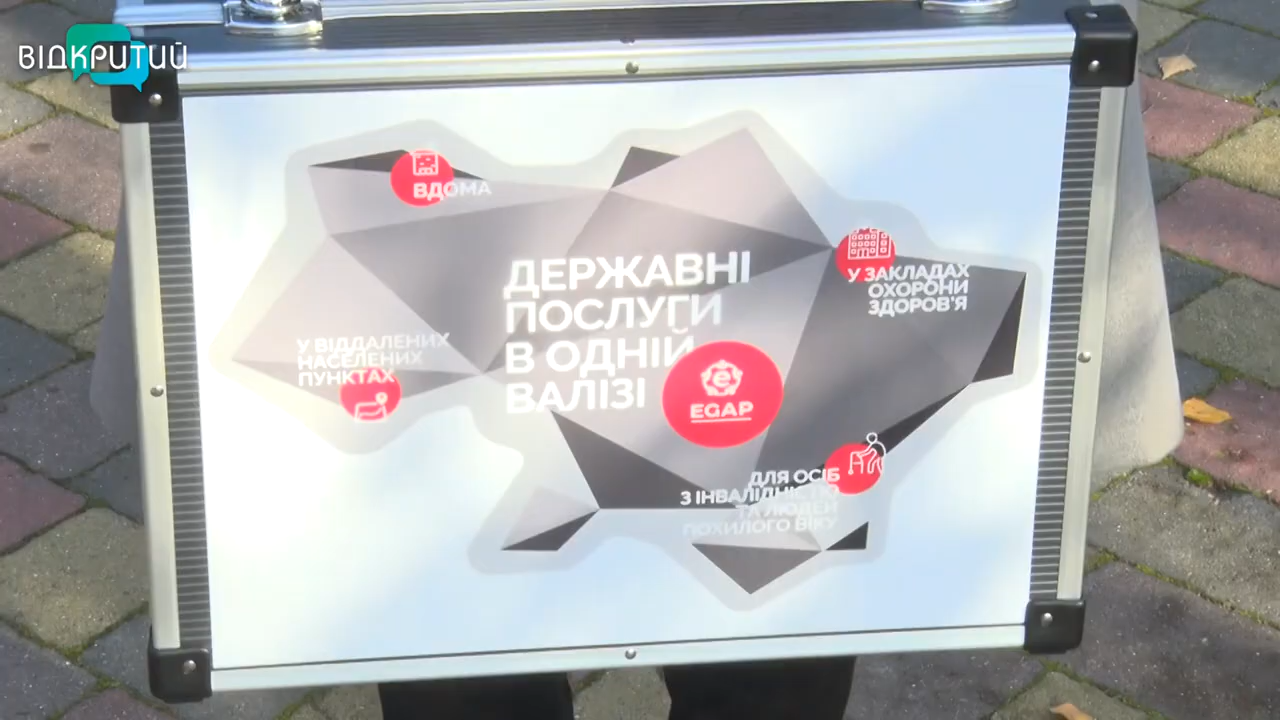 ВІДКРИТИЙ
ВДОМА
У ЗАКЛАДАХ
ОХОРОНИ
ЗДОРОВ'Я
ДЕРЖАВНІ
ПОСЛУГИ
В ОДНІЙ
ВАЛІЗІ
У ВІДДАЛЕНИХ
НАСЕЛЕНИХ
ПУНКТАХ
e
EGAP
ДЛЯ ОСІБ
З ІНВАЛІДНІСТЮ
ТА ЛЮДЕЙ
ПОХИЛОГО ВІКУ